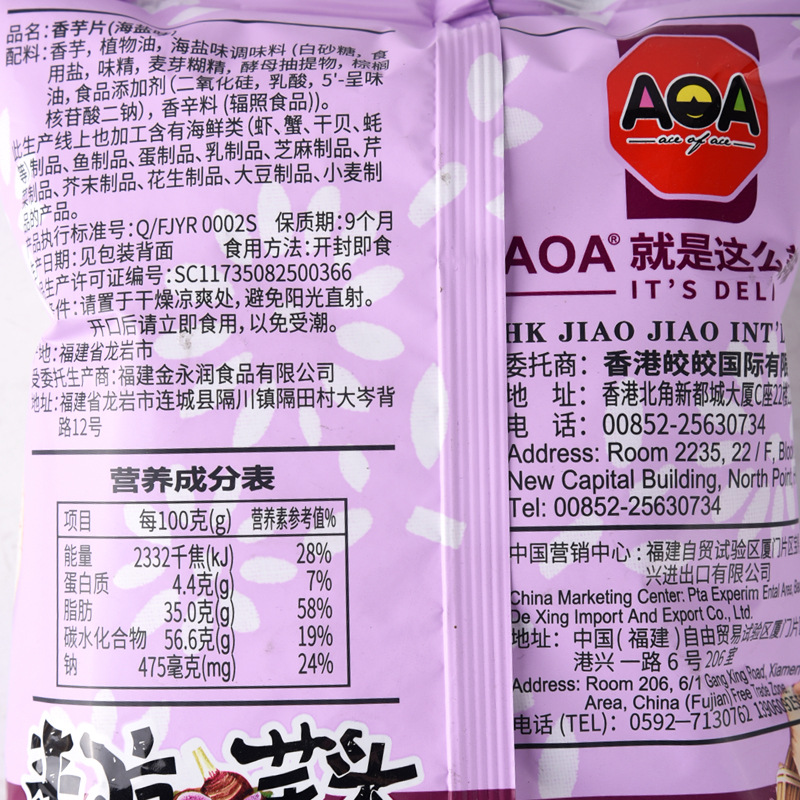 品名:香芋片(海盐味)
配料:香芋,植物油,海盐味调味料(白砂糖,食
用盐,味精,麦芽糊精,酵母抽提物,棕榈
油,食品添加剂(二氧化硅,乳酸,5'-呈味
核苷酸二钠),香辛料(辐照食品))。
此生产线上也加工含有海鲜类(虾、蟹、干贝、蚝
等)制品、鱼制品、蛋制品、乳制品、芝麻制品、芹
菜制品、芥末制品、花生制品、大豆制品、小麦制
品的产品。
产品执行标准号:Q/FJYR 0002S 保质期:9个月
生产日期:见包装背面 食用方法:开封即食
生产许可证编号:SC11735082500366
件:请置于干燥凉爽处,避免阳光直射。
开口后请立即食用,以免受潮。
地:福建省龙岩市
受委托生产商:福建金永润食品有限公司
地址:福建省龙岩市连城县隔川镇隔田村大岑背
路12号
营养成分表
项目 每100克(g) 营养素参考值%
能量 2332千焦(kJ) 28%
蛋白质 4.4克(g) 7%
脂肪 35.0克(g) 58%
碳水化合物 56.6克(g) 19%
钠 475毫克(mg) 24%
AOA
ace of ace
AOA® 就是这么
IT'S DELI
HK JIAO JIAO INT'
委托商:香港皎皎国际有限
地 址:香港北角新都城大厦C座22楼
电 话:00852-25630734
Address: Room 2235, 22 / F, Bloc
New Capital Building, North Point,
Tel: 00852-25630734
中国营销中心:福建自贸试验区厦门片区
兴进出口有限公司
China Marketing Center: Pta Experim Ental Area,
De Xing Import And Export Co., Ltd.
地址:中国(福建)自由贸易试验区厦门片
港兴一路6号206室
Address: Room 206, 6/1 Gang Xing Road, Xiamen
Area, China (Fujian) Free Trade Zone
电话(TEL):0592—7130762